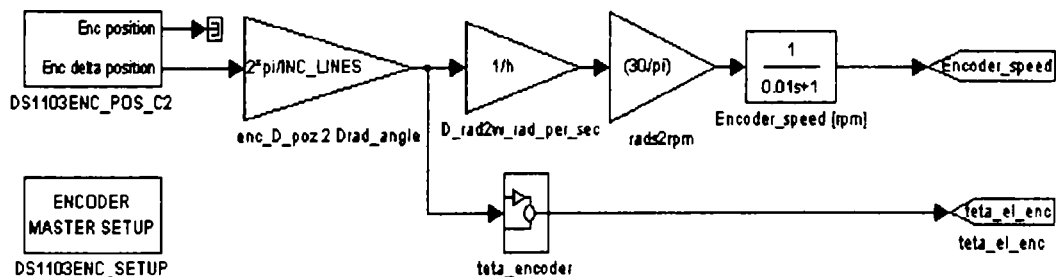 Enc position
Enc delta position
DS1103ENC_POS_C2
2*pi/INC_LINES
enc_D_poz 2 Drad_angle
1/h
D_rad2w_rad_per_sec
(30/pi)
rads2rpm
1
0.01s+1
Encoder_speed [rpm]
Encoder_speed
ENCODER
MASTER SETUP
DS1103ENC_SETUP
teta_encoder
teta_el_enc
teta_el_enc